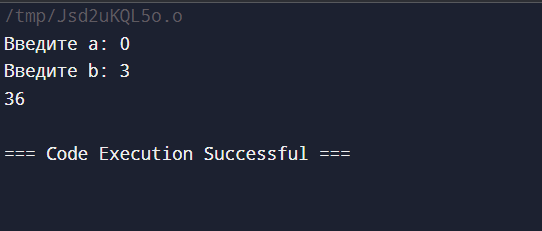 /tmp/Jsd2uKQL5o.o
Введите a: 0
Введите b: 3
36
=== Code Execution Successful ===